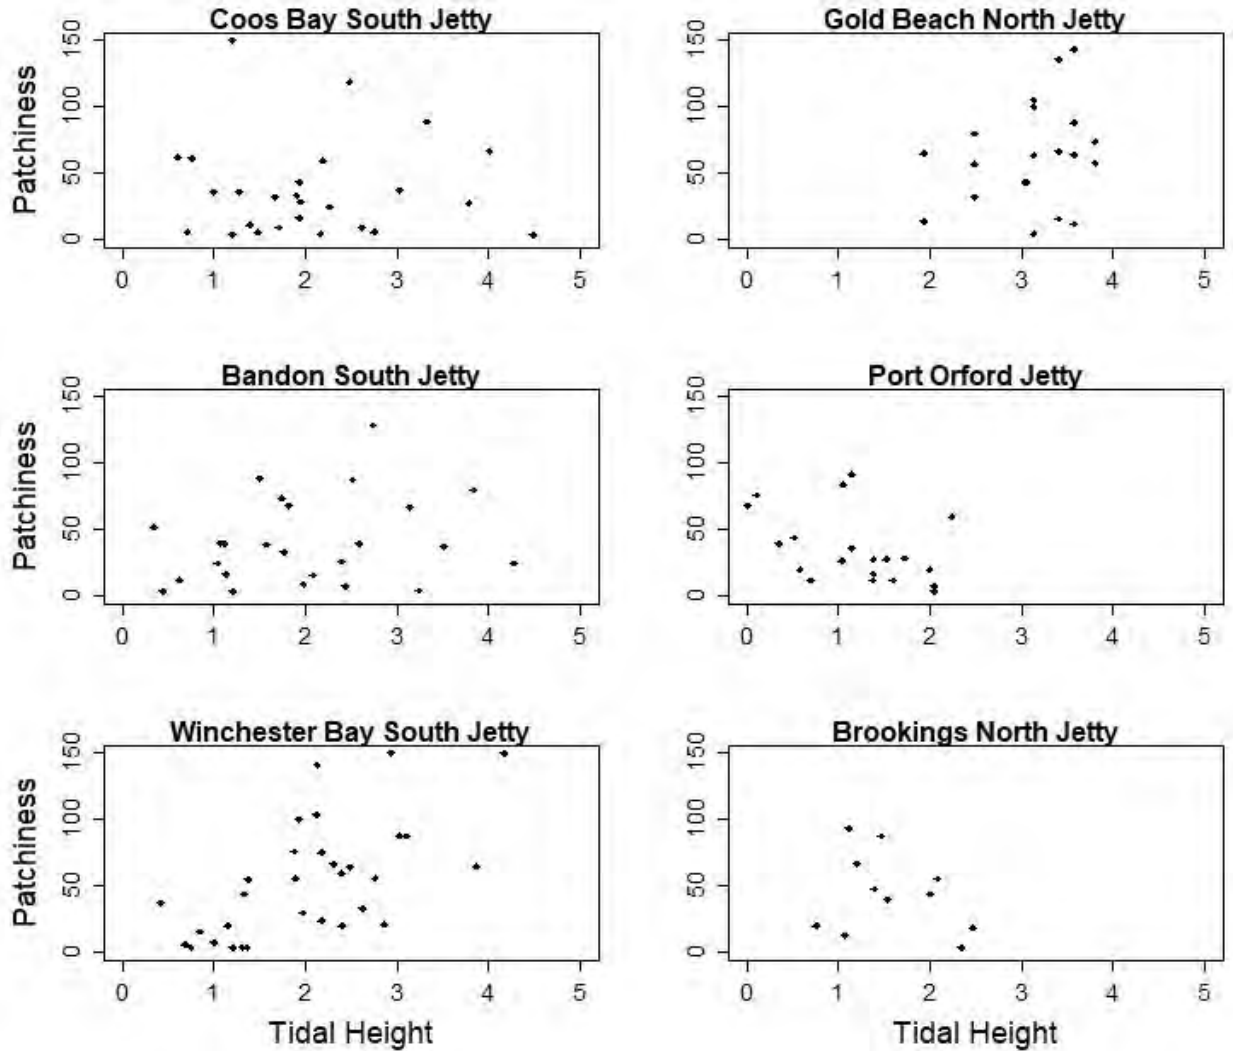 Coos Bay South Jetty
Gold Beach North Jetty
Patchiness
0 50 100 150
0 50 100 150
0 1 2 3 4 5
0 1 2 3 4 5
Bandon South Jetty
Port Orford Jetty
Patchiness
0 50 100 150
0 50 100 150
0 1 2 3 4 5
0 1 2 3 4 5
Winchester Bay South Jetty
Brookings North Jetty
Patchiness
0 50 100 150
0 50 100 150
0 1 2 3 4 5
0 1 2 3 4 5
Tidal Height
Tidal Height